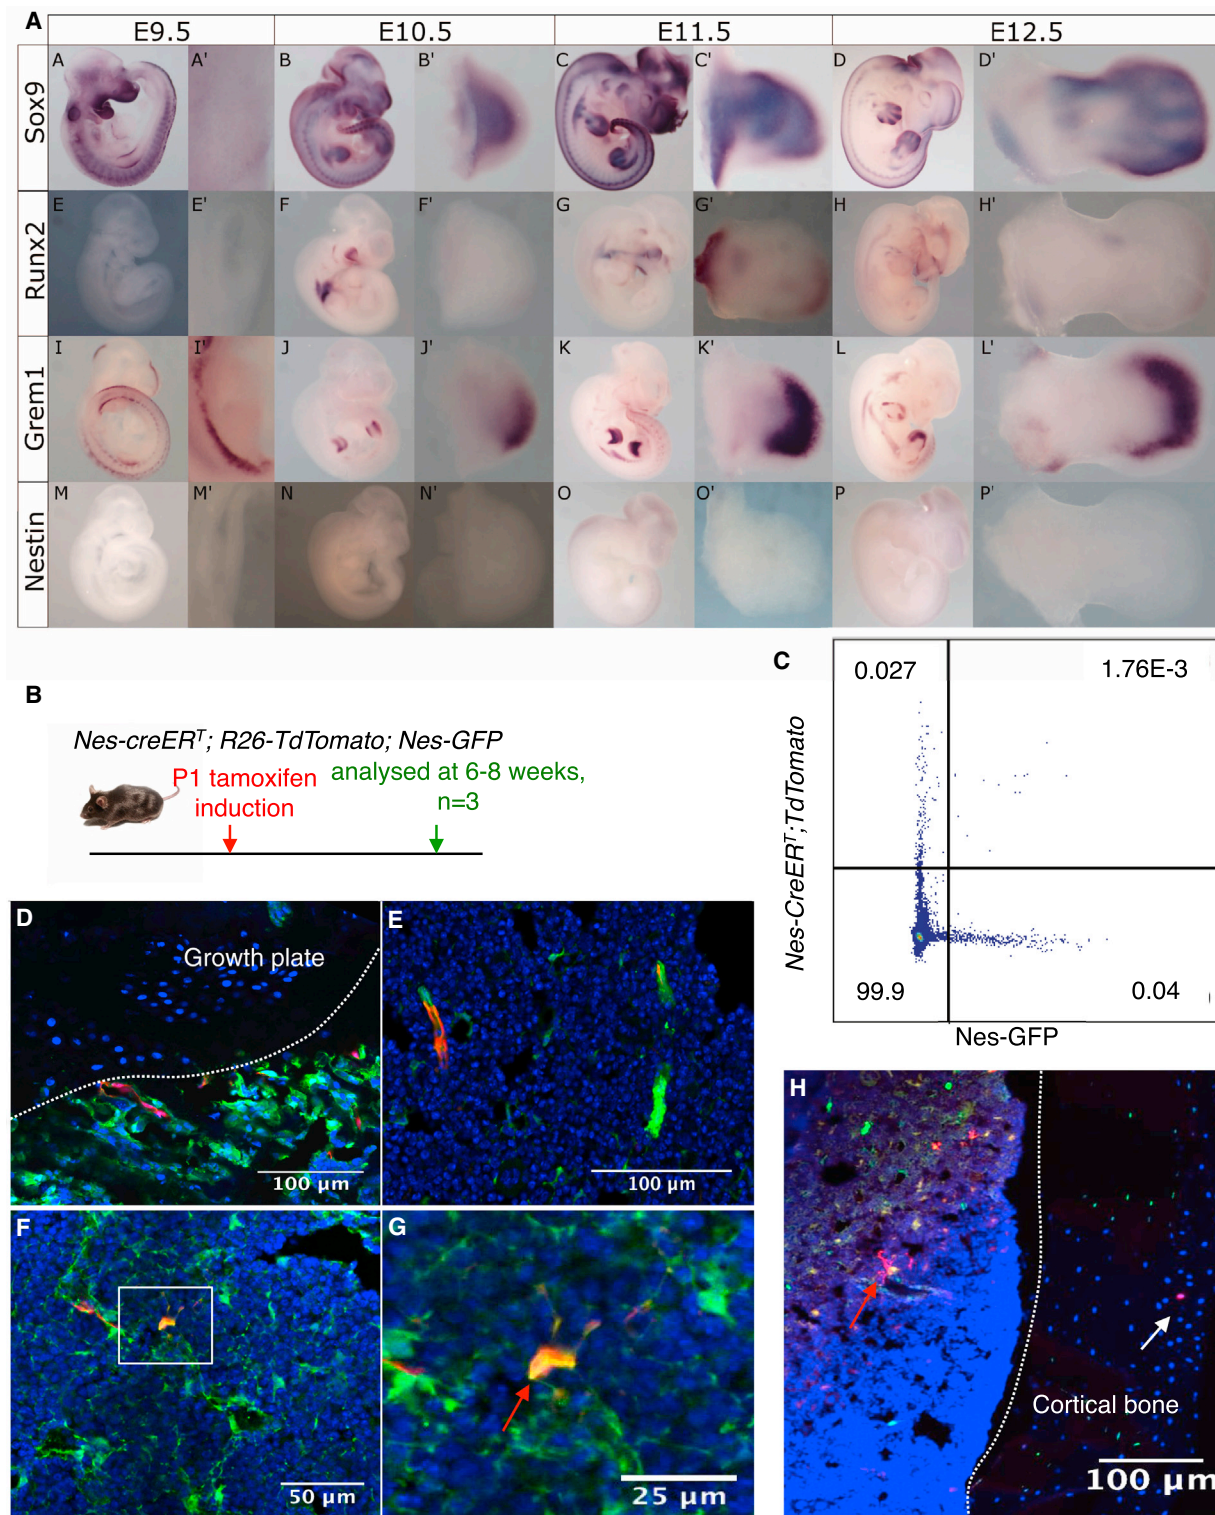 A
E9.5 E10.5 E11.5 E12.5
Sox9
A A' B B' C C' D D'
Runx2
E E' F F' G G' H H'
Grem1
I I' J J' K K' L L'
Nestin
M M' N N' O O' P P'
B
Nes-creERT; R26-TdTomato; Nes-GFP
P1 tamoxifen
induction
analysed at 6-8 weeks,
n=3
C
0.027 1.76E-3
99.9 0.04
Nes-CreERT;TdTomato
Nes-GFP
D
Growth plate
100 µm
E
100 µm
F
50 µm
G
25 µm
H
Cortical bone
100 µm